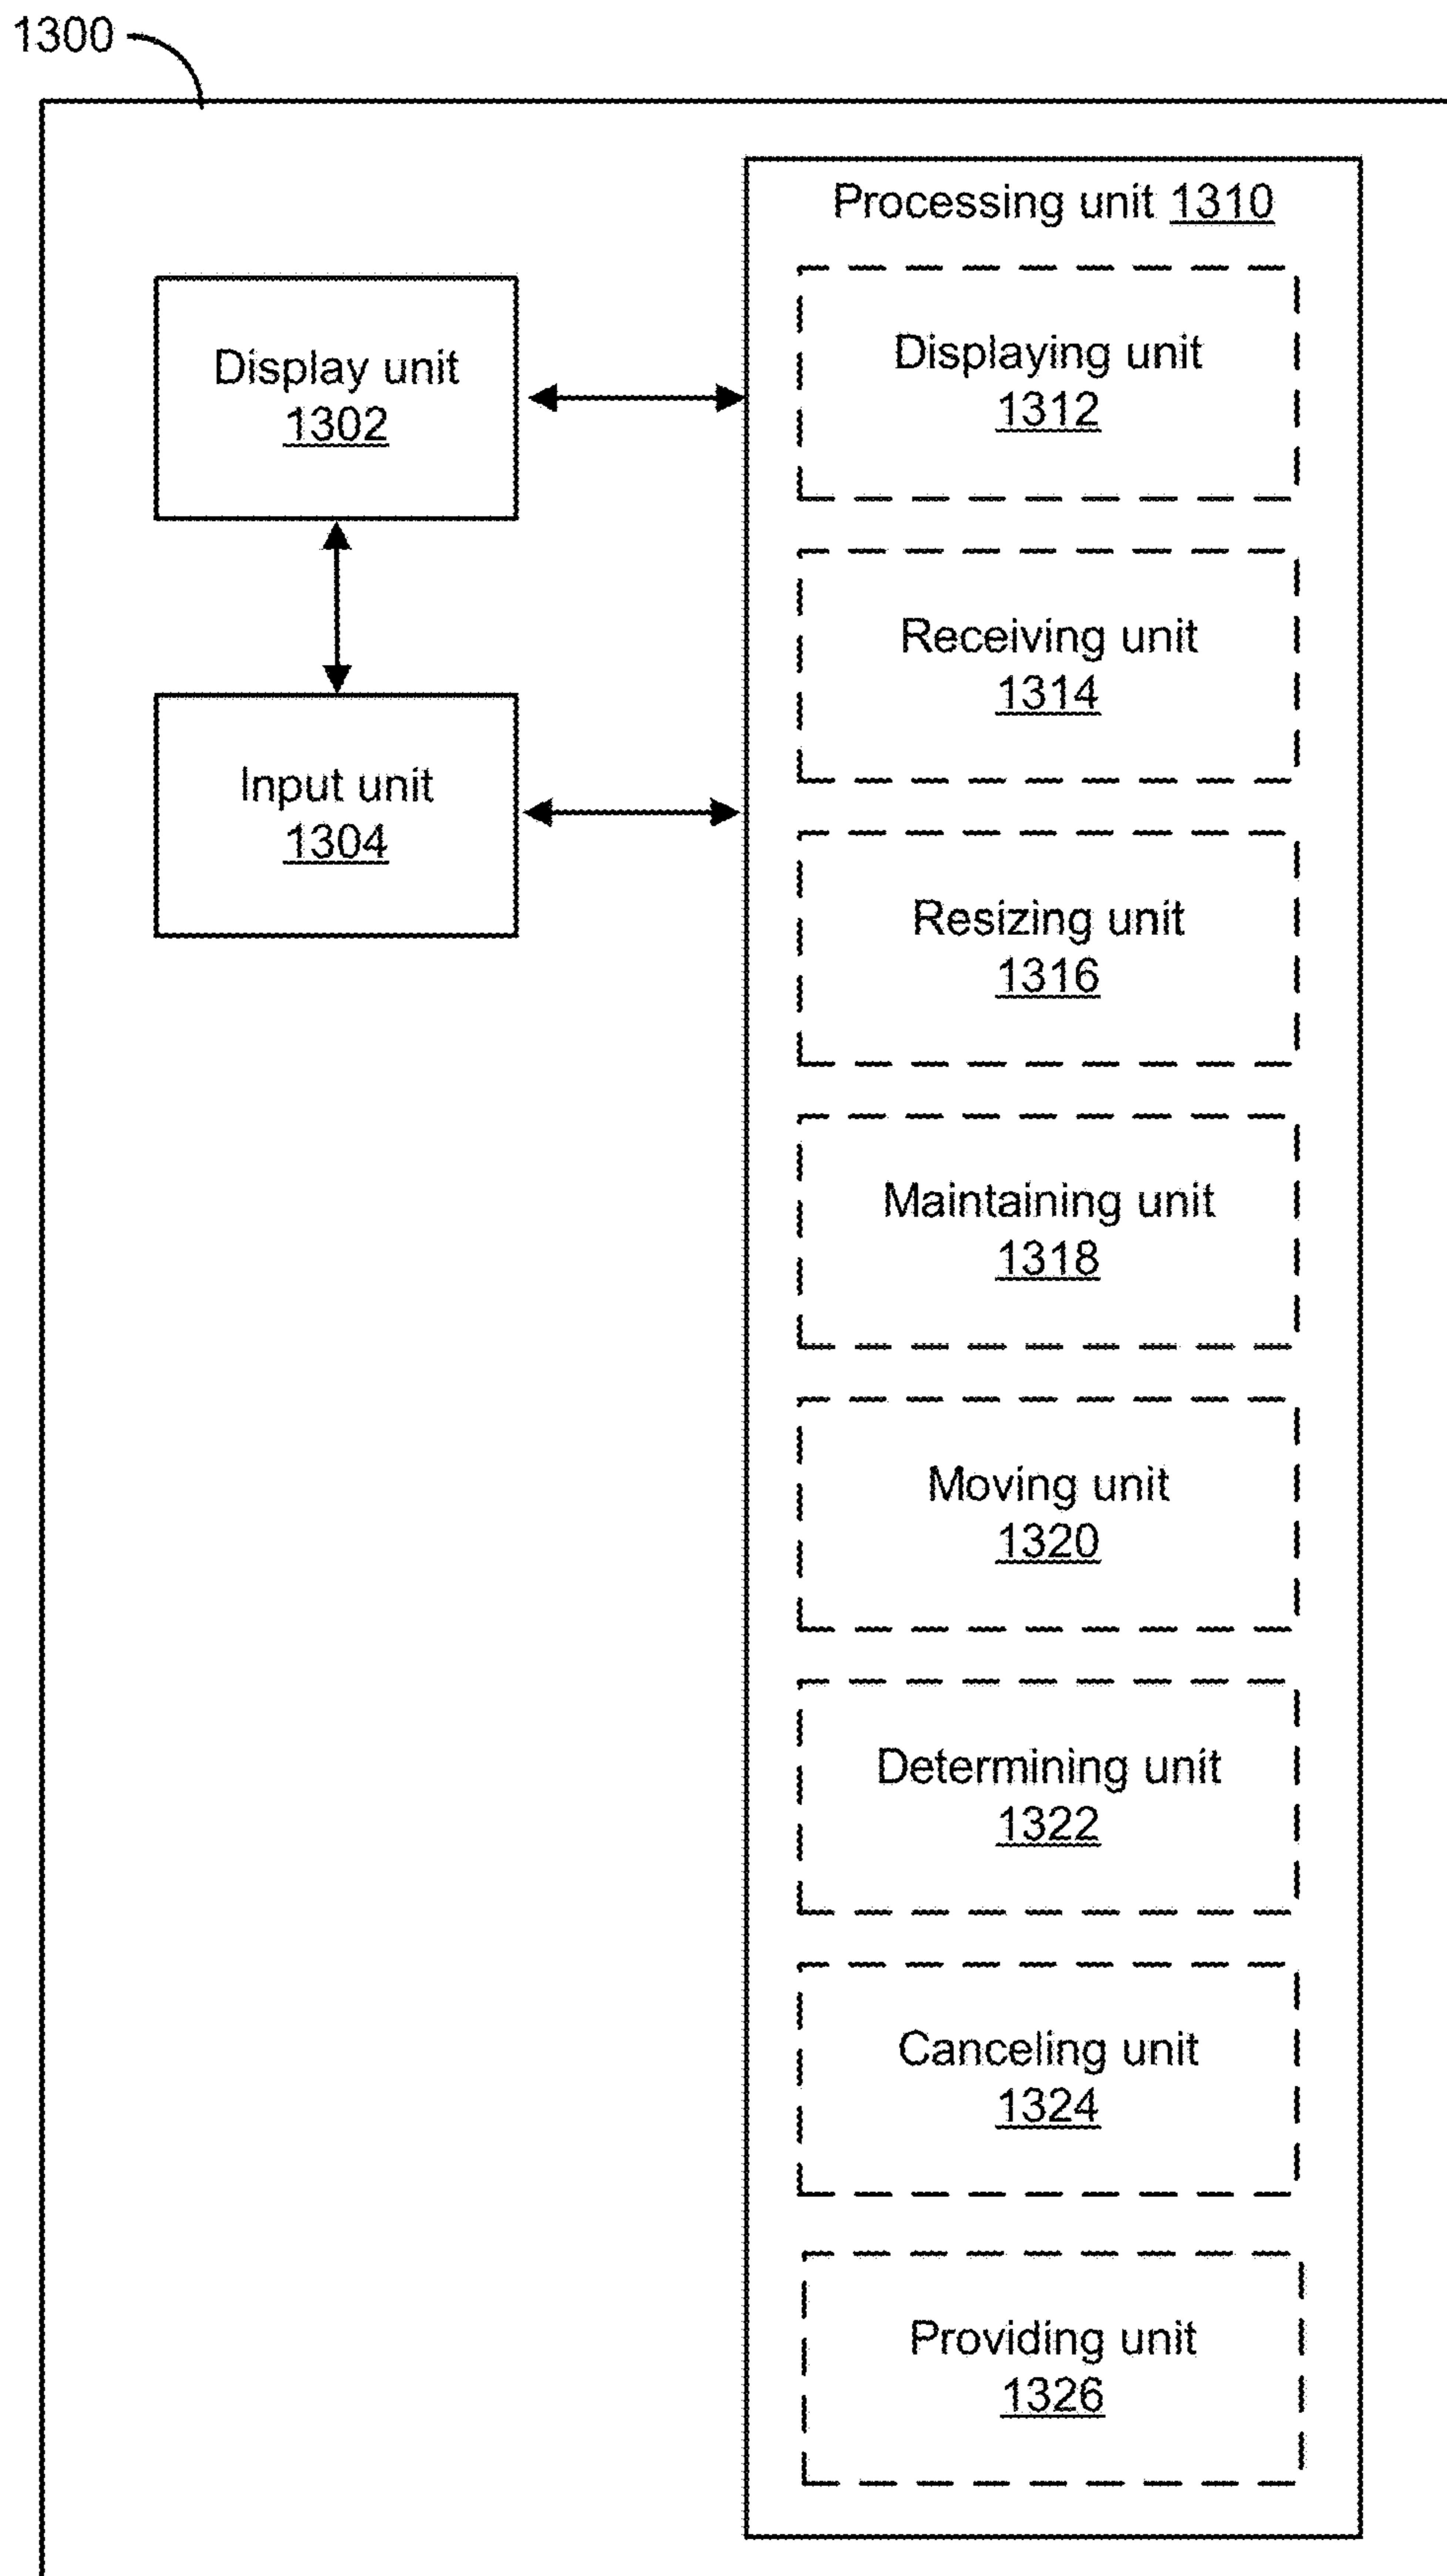 1300
Processing unit 1310
Display unit
1302
Input unit
1304
Displaying unit
1312
Receiving unit
1314
Resizing unit
1316
Maintaining unit
1318
Moving unit
1320
Determining unit
1322
Canceling unit
1324
Providing unit
1326